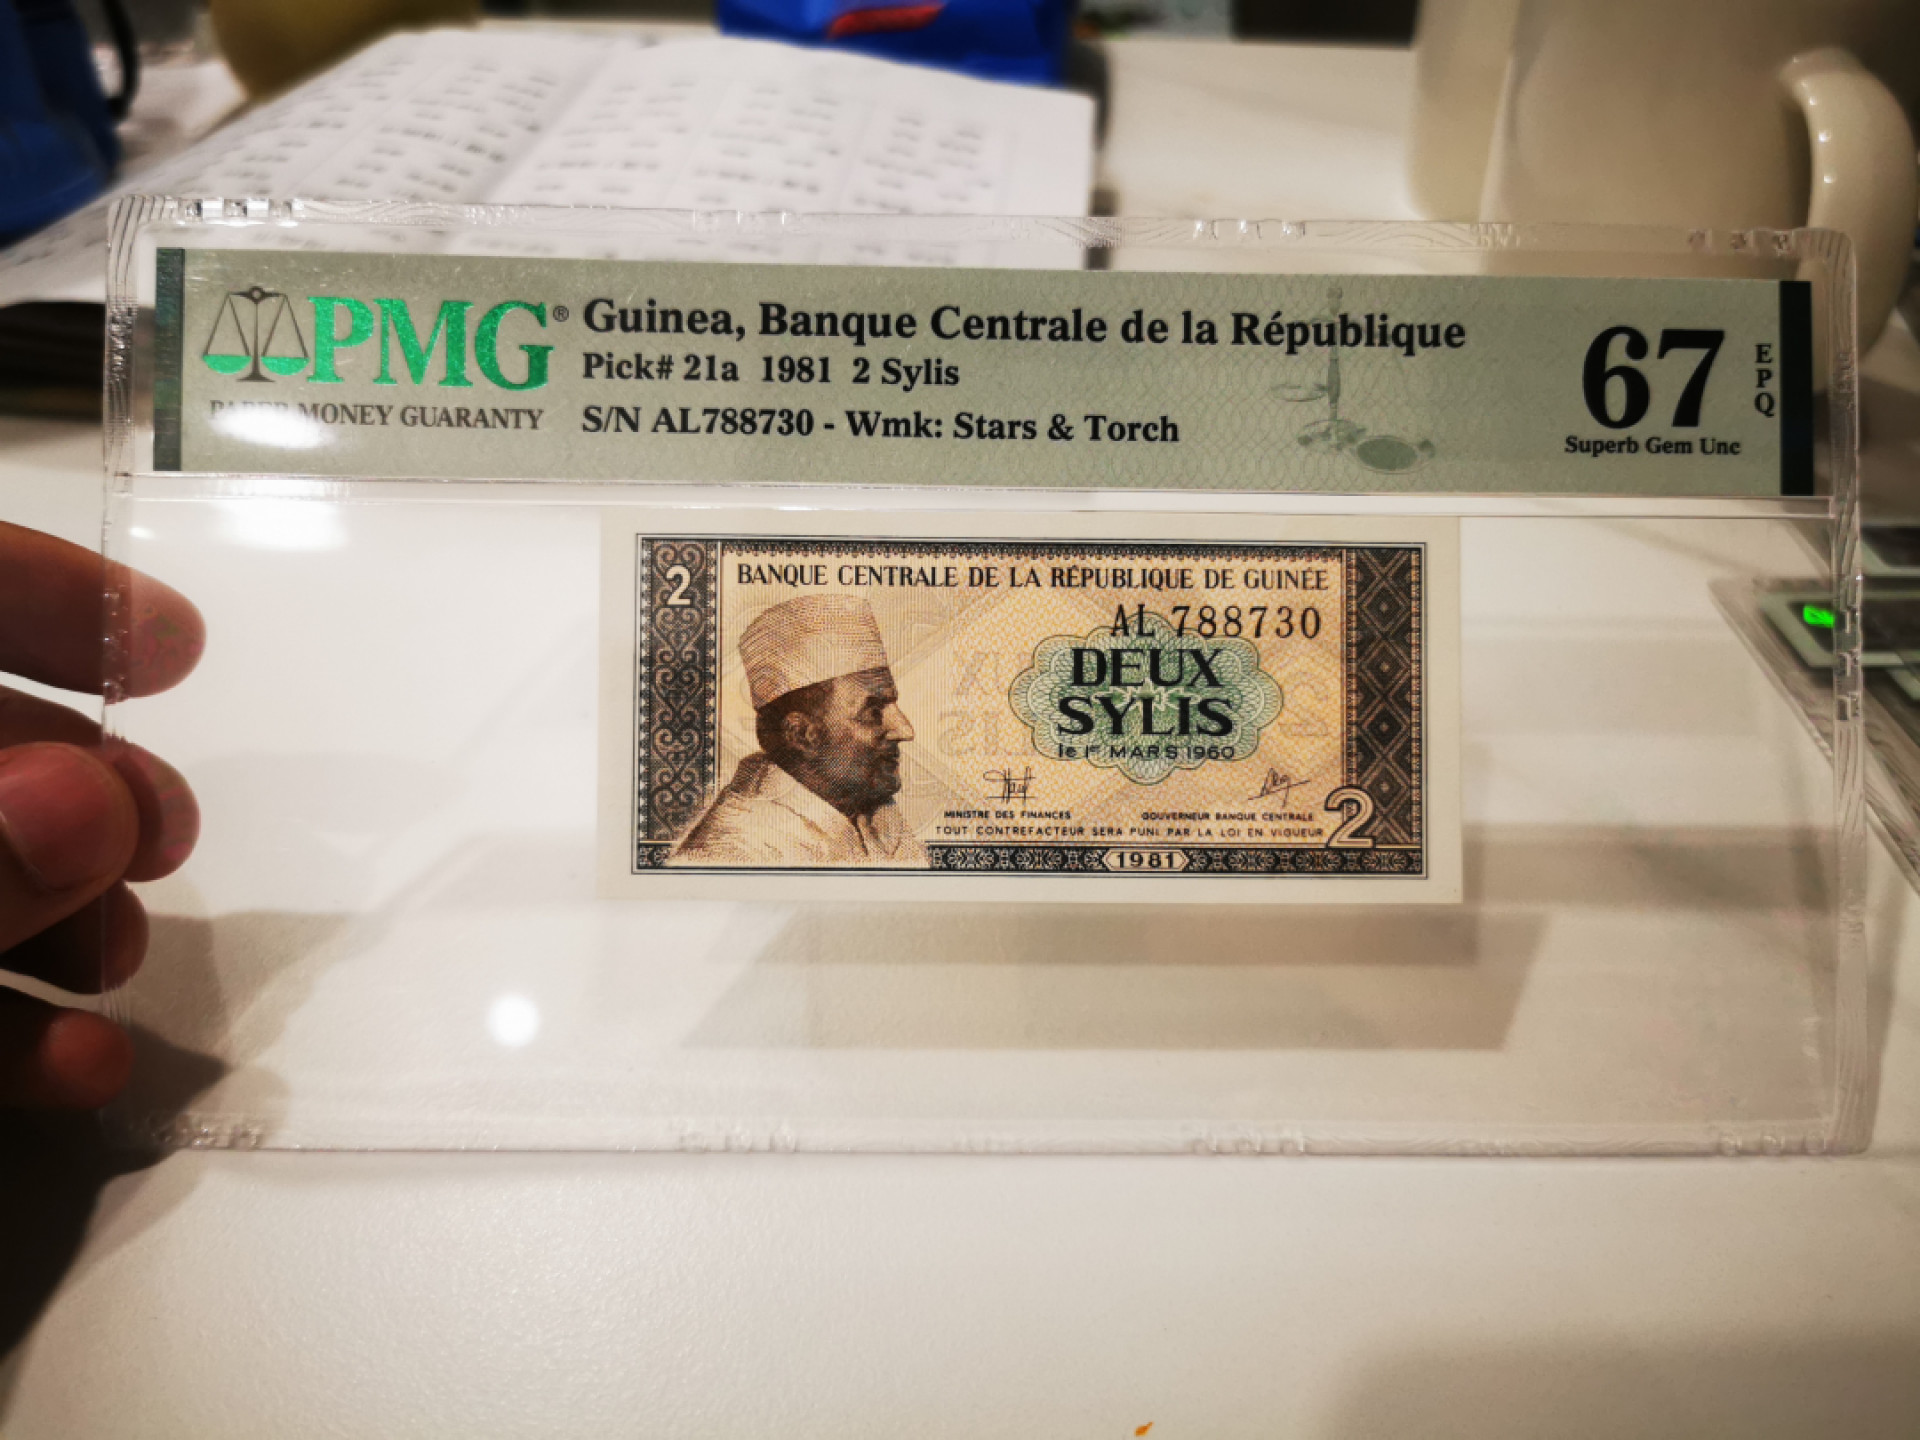 PMG®
PAPER MONEY GUARANTY
Guinea, Banque Centrale de la République
Pick# 21a 1981 2 Sylis
S/N AL788730 - Wmk: Stars & Torch
67
EPQ
Superb Gem Unc
2
BANQUE CENTRALE DE LA RÉPUBLIQUE DE GUINÉE
AL 788730
DEUX
SYLIS
le 1er MARS 1960
MINISTRE DES FINANCES
GOUVERNEUR BANQUE CENTRALE
TOUT CONTREFACTEUR SERA PUNI PAR LA LOI EN VIGUEUR
2
1981